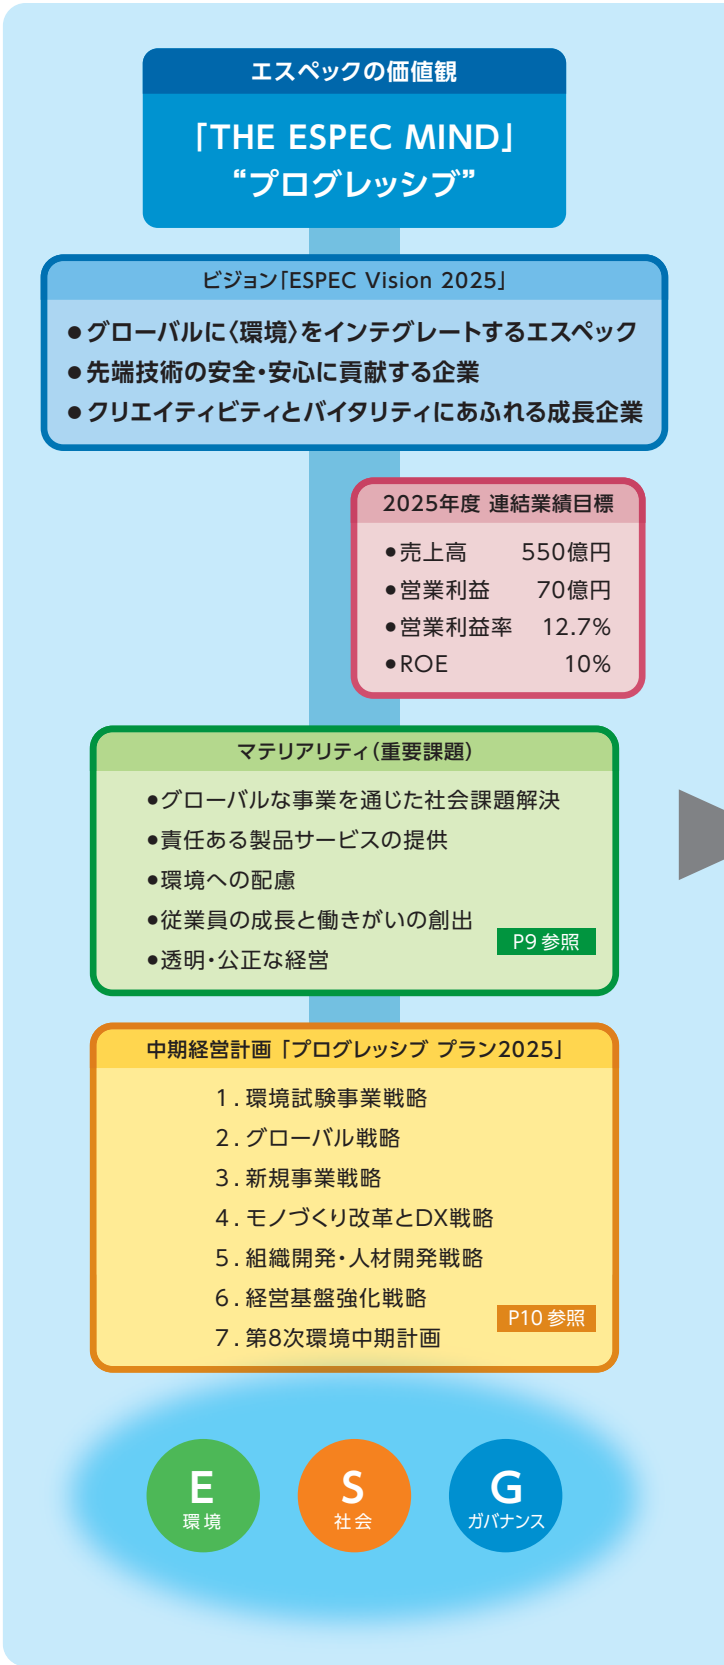 エスペックの価値観
「THE ESPEC MIND」
“プログレッシブ”
ビジョン「ESPEC Vision 2025」
●グローバルに〈環境〉をインテグレートするエスペック
●先端技術の安全・安心に貢献する企業
●クリエイティビティとバイタリティにあふれる成長企業
2025年度 連結業績目標
●売上高 550億円
●営業利益 70億円
●営業利益率 12.7%
●ROE 10%
マテリアリティ（重要課題）
●グローバルな事業を通じた社会課題解決
●責任ある製品サービスの提供
●環境への配慮
●従業員の成長と働きがいの創出
P9 参照
●透明・公正な経営
中期経営計画「プログレッシブ プラン2025」
1. 環境試験事業戦略
2. グローバル戦略
3. 新規事業戦略
4. モノづくり改革とDX戦略
5. 組織開発・人材開発戦略
6. 経営基盤強化戦略
P10 参照
7. 第8次環境中期計画
E S G
環境 社会 ガバナンス